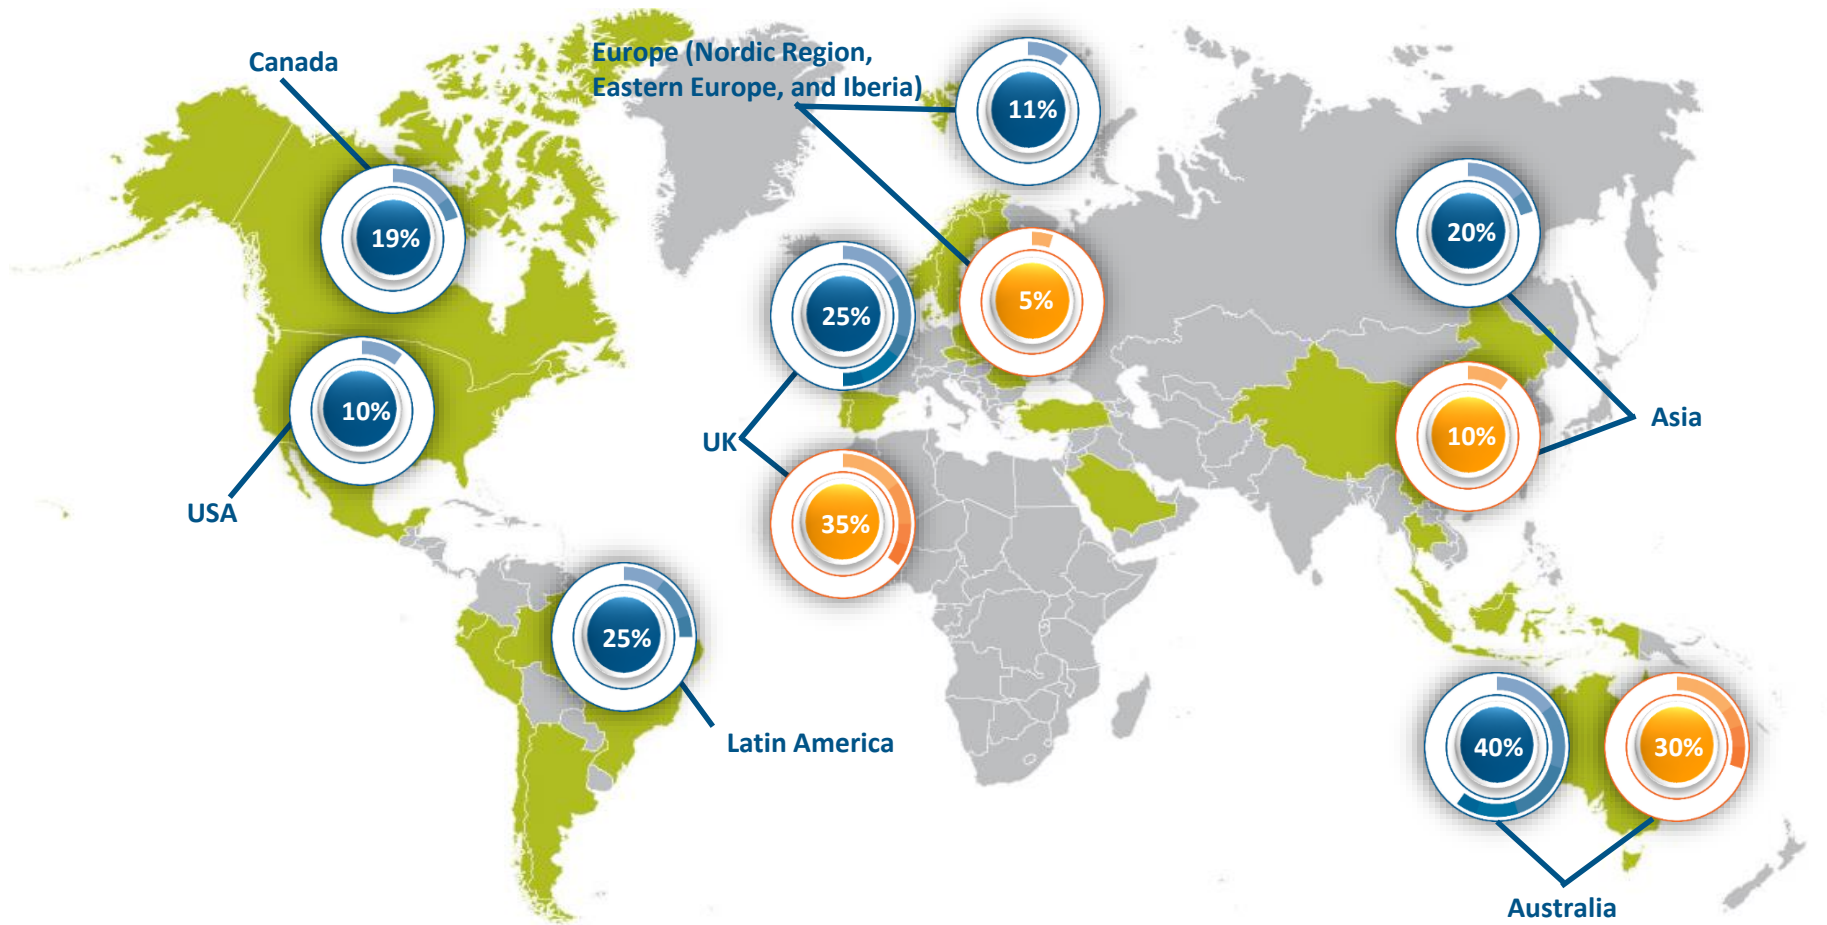 Canada
Europe (Nordic Region,
Eastern Europe, and Iberia)
11%
19%
20%
25%
5%
10%
10%
UK
Asia
USA
35%
25%
Latin America
40%
30%
Australia